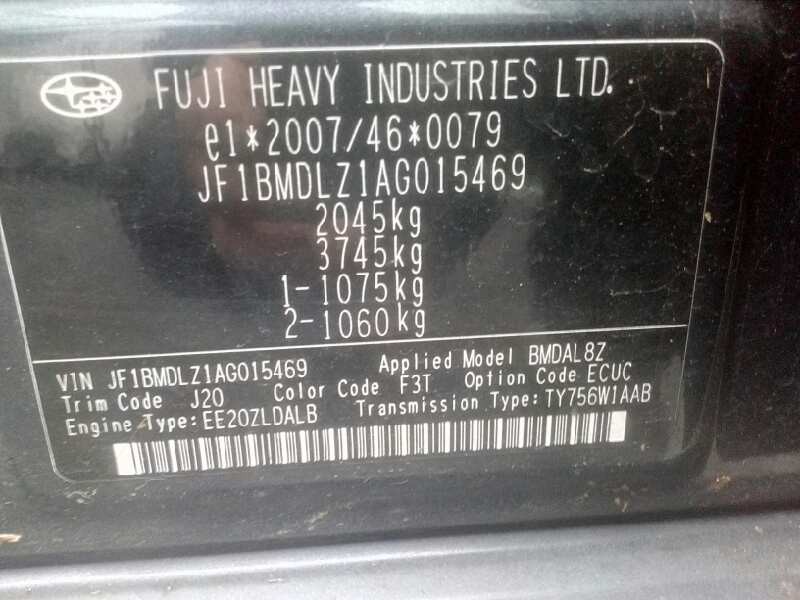 FUJI HEAVY INDUSTRIES LTD.
e1*2007/46*0079
JF1BMDLZ1AG015469
2045kg
3745kg
1-1075kg
2-1060kg
VIN JF1BMDLZ1AG015469 Applied Model BMDAL8Z
Trim Code J20 Color Code F3T Option Code ECUC
Engine Type: EE20ZLDALB Transmission Type: TY756W1AAB